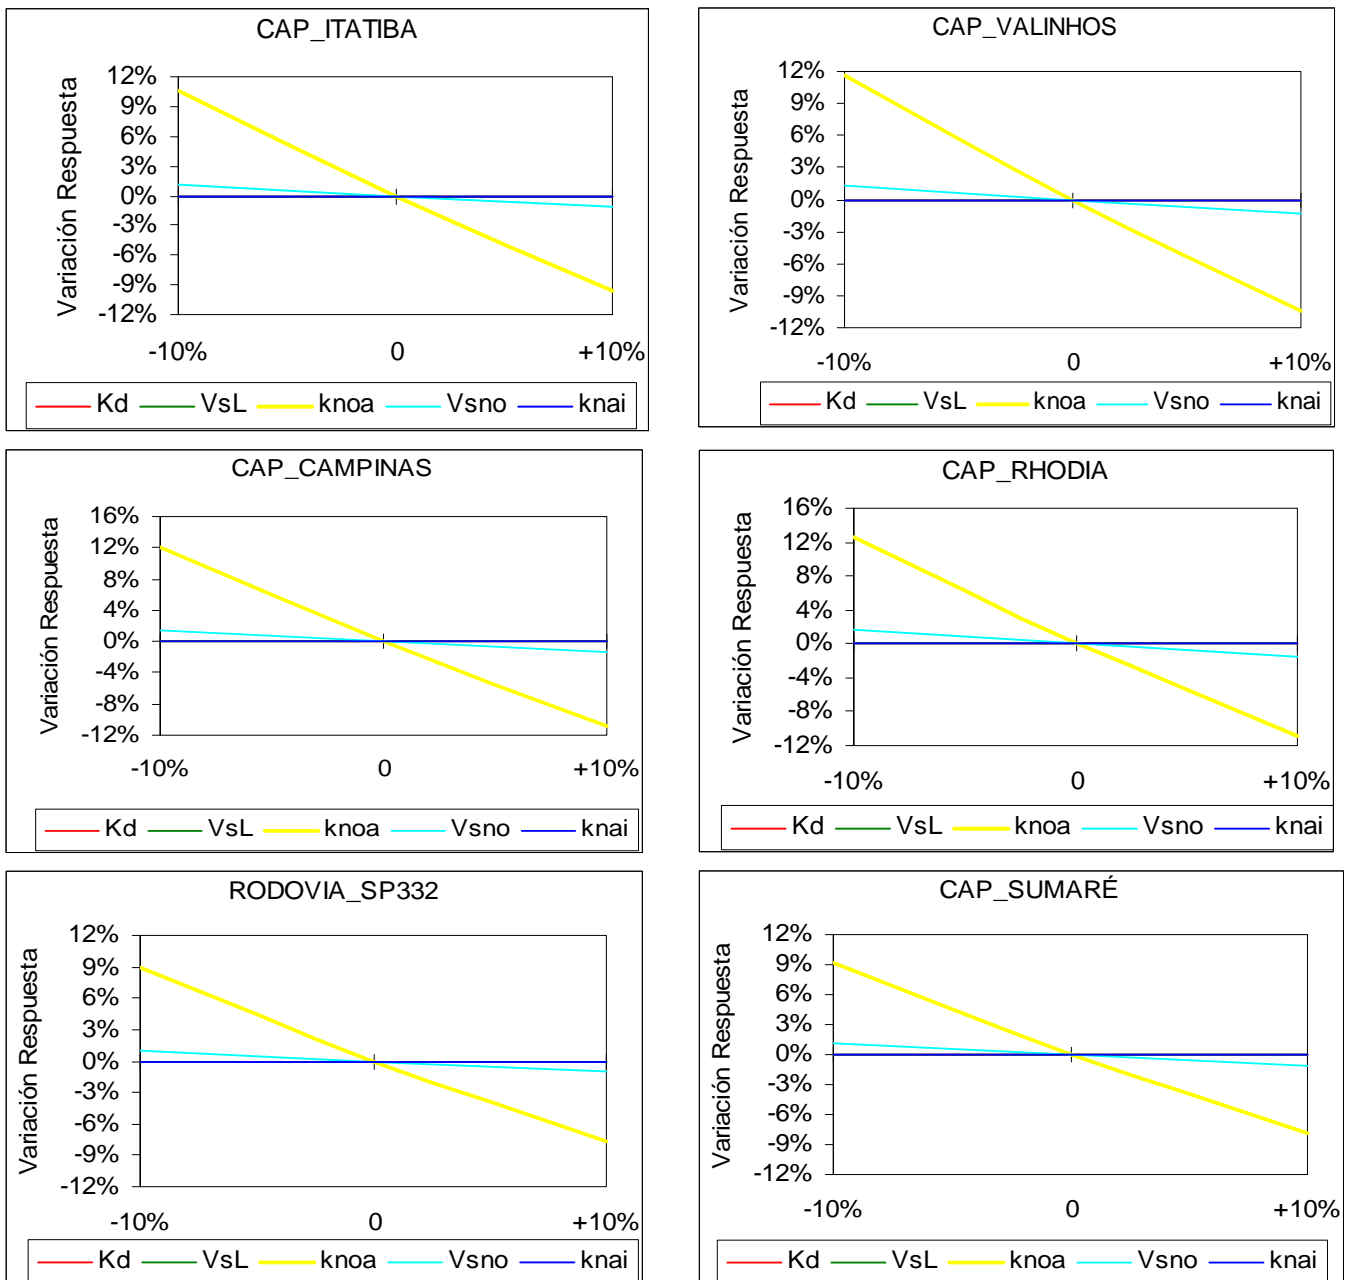 CAP_ITATIBA
Variación Respuesta
12%
9%
6%
3%
0%
-3%
-6%
-9%
-12%
-10% 0 +10%
Kd VsL knoa Vsno knai
CAP_VALINHOS
Variación Respuesta
12%
9%
6%
3%
0%
-3%
-6%
-9%
-12%
-10% 0 +10%
Kd VsL knoa Vsno knai
CAP_CAMPINAS
Variación Respuesta
16%
12%
8%
4%
0%
-4%
-8%
-12%
-10% 0 +10%
Kd VsL knoa Vsno knai
CAP_RHODIA
Variación Respuesta
16%
12%
8%
4%
0%
-4%
-8%
-12%
-10% 0 +10%
Kd VsL knoa Vsno knai
RODOVIA_SP332
Variación Respuesta
12%
9%
6%
3%
0%
-3%
-6%
-9%
-12%
-10% 0 +10%
Kd VsL knoa Vsno knai
CAP_SUMARÉ
Variación Respuesta
12%
9%
6%
3%
0%
-3%
-6%
-9%
-12%
-10% 0 +10%
Kd VsL knoa Vsno knai